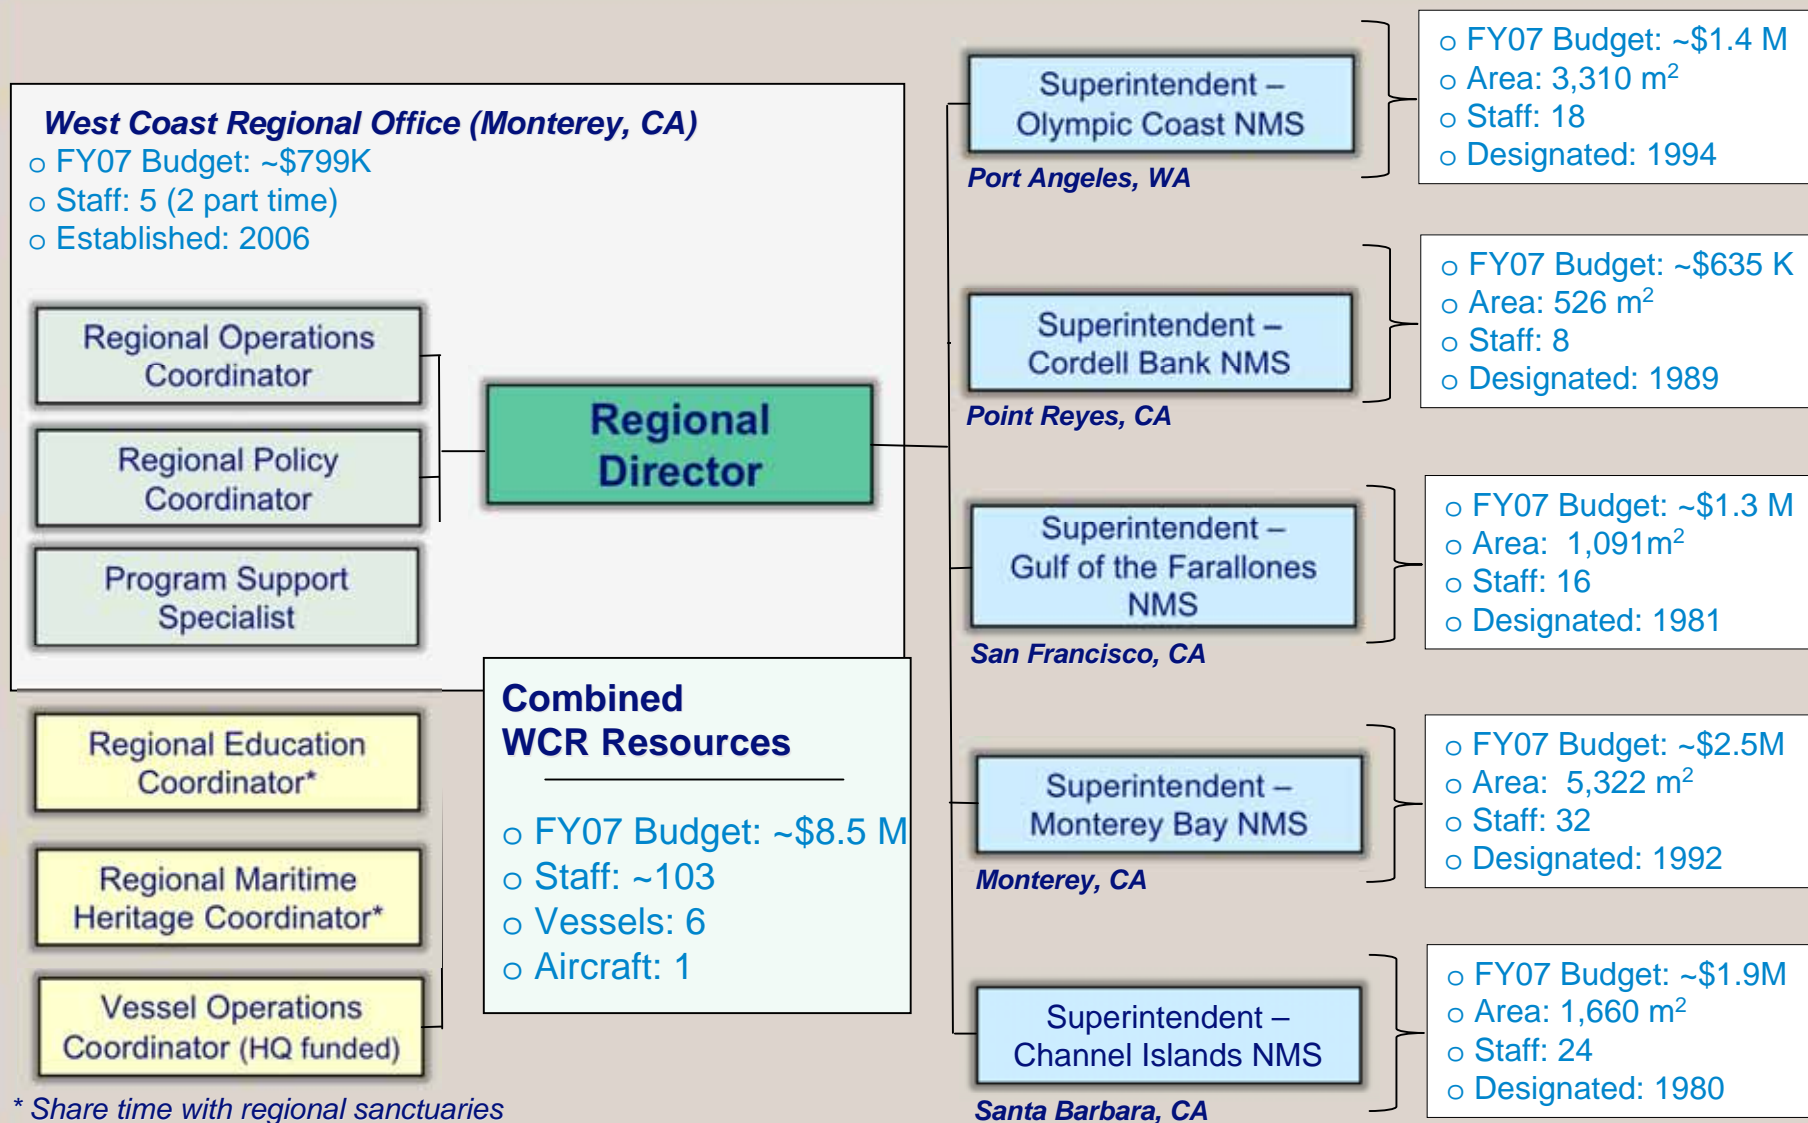 West Coast Regional Office (Monterey, CA)
o FY07 Budget: ~$799K
o Staff: 5 (2 part time)
o Established: 2006
Regional Operations
Coordinator
Regional Policy
Coordinator
Program Support
Specialist
Regional
Director
Regional Education
Coordinator*
Regional Maritime
Heritage Coordinator*
Vessel Operations
Coordinator (HQ funded)
* Share time with regional sanctuaries
Combined
WCR Resources
o FY07 Budget: ~$8.5 M
o Staff: ~103
o Vessels: 6
o Aircraft: 1
Superintendent –
Olympic Coast NMS
Port Angeles, WA
o FY07 Budget: ~$1.4 M
o Area: 3,310 m²
o Staff: 18
o Designated: 1994
Superintendent –
Cordell Bank NMS
Point Reyes, CA
o FY07 Budget: ~$635 K
o Area: 526 m²
o Staff: 8
o Designated: 1989
Superintendent –
Gulf of the Farallones
NMS
San Francisco, CA
o FY07 Budget: ~$1.3 M
o Area: 1,091m²
o Staff: 16
o Designated: 1981
Superintendent –
Monterey Bay NMS
Monterey, CA
o FY07 Budget: ~$2.5M
o Area: 5,322 m²
o Staff: 32
o Designated: 1992
Superintendent –
Channel Islands NMS
Santa Barbara, CA
o FY07 Budget: ~$1.9M
o Area: 1,660 m²
o Staff: 24
o Designated: 1980